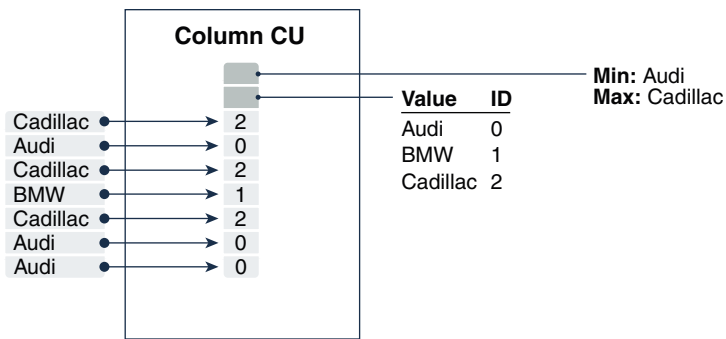 Column CU
Min: Audi
Max: Cadillac
Value ID
Audi 0
BMW 1
Cadillac 2
Cadillac 2
Audi 0
Cadillac 2
BMW 1
Cadillac 2
Audi 0
Audi 0